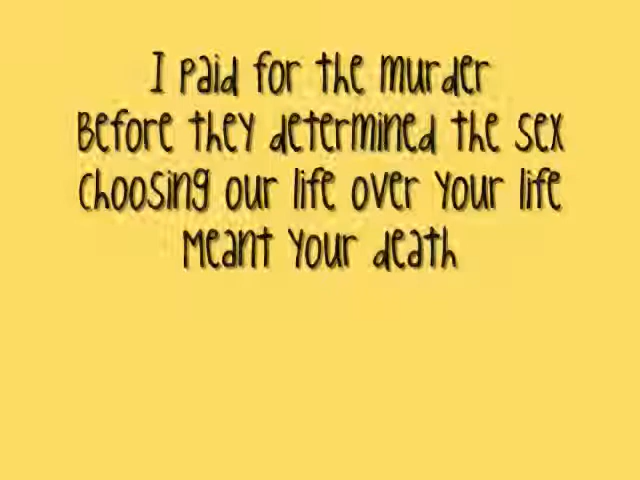 I paid for the murder
Before they determined the sex
Choosing our life over your life
Meant your death